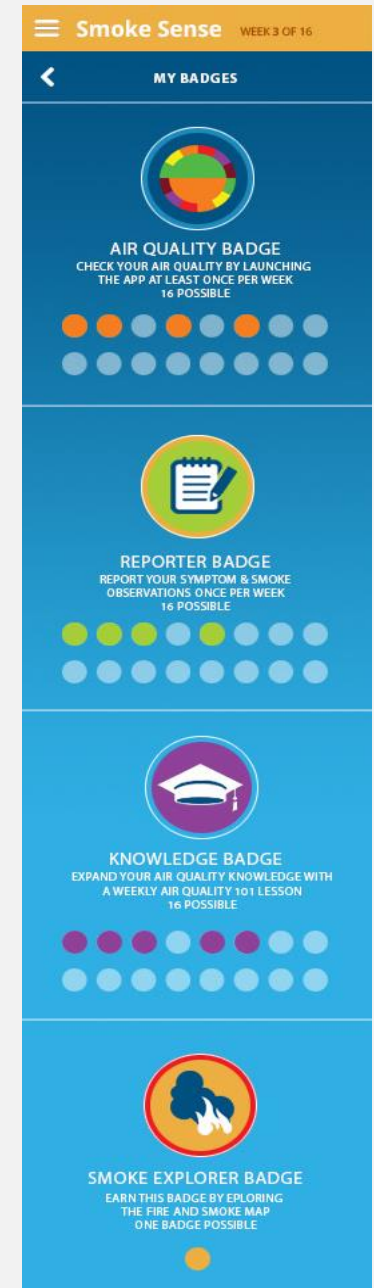 Smoke Sense WEEK 3 OF 16
MY BADGES
AIR QUALITY BADGE
CHECK YOUR AIR QUALITY BY LAUNCHING
THE APP AT LEAST ONCE PER WEEK
16 POSSIBLE
REPORTER BADGE
REPORT YOUR SYMPTOM & SMOKE
OBSERVATIONS ONCE PER WEEK
16 POSSIBLE
KNOWLEDGE BADGE
EXPAND YOUR AIR QUALITY KNOWLEDGE WITH
A WEEKLY AIR QUALITY 101 LESSON
16 POSSIBLE
SMOKE EXPLORER BADGE
EARN THIS BADGE BY EPLORING
THE FIRE AND SMOKE MAP
ONE BADGE POSSIBLE